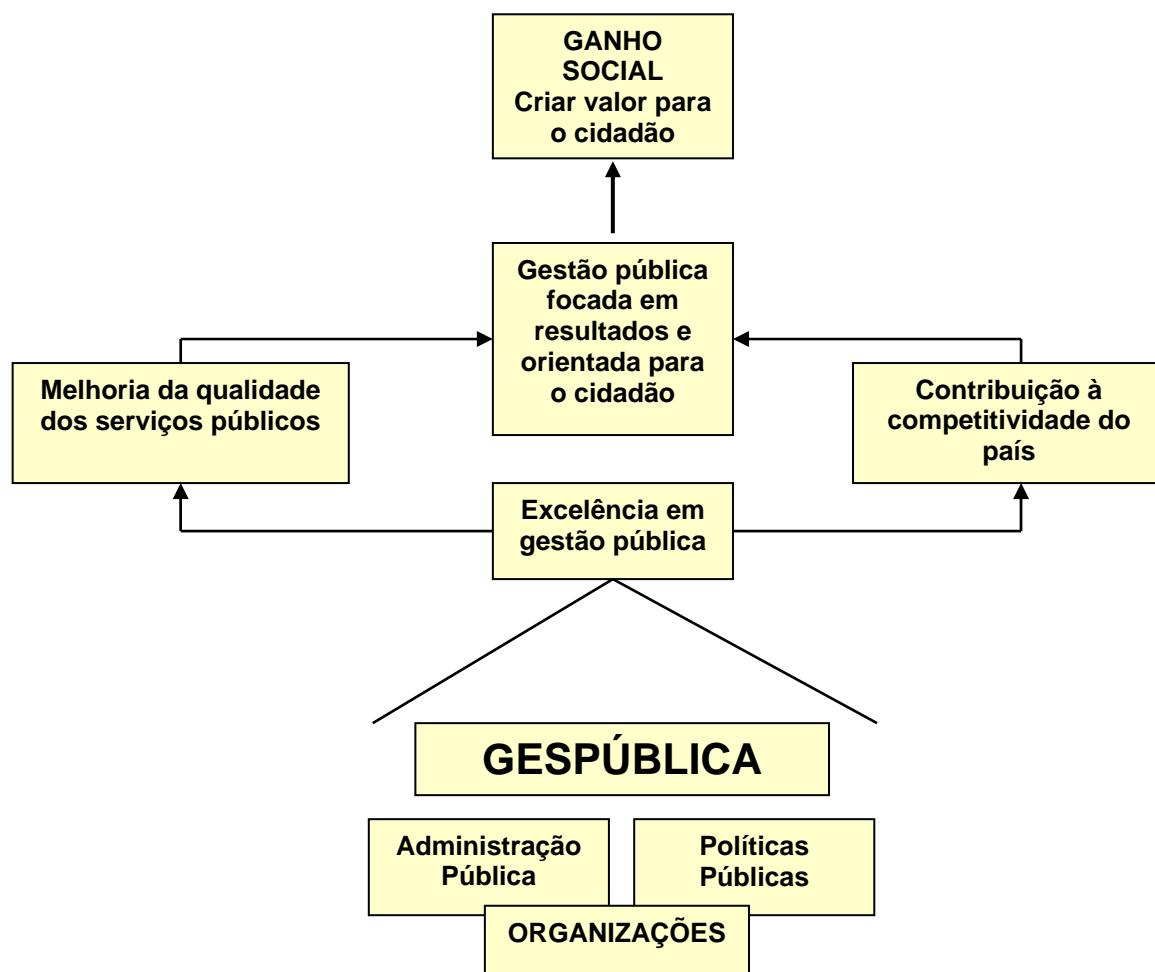 GANHO
SOCIAL
Criar valor para
o cidadão
Gestão pública
focada em
resultados e
orientada para
o cidadão
Melhoria da qualidade
dos serviços públicos
Contribuição à
competitividade do
país
Excelência em
gestão pública
GESPÚBLICA
Administração
Pública
Políticas
Públicas
ORGANIZAÇÕES